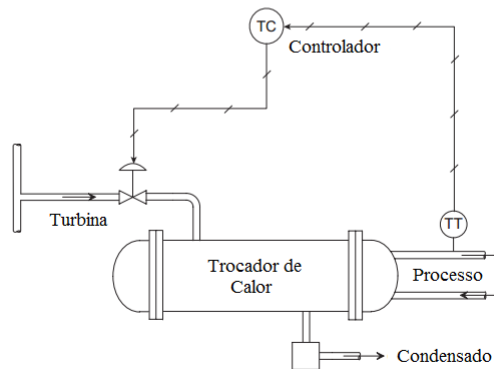 TC
Controlador
Turbina
TT
Trocador de
Calor
Processo
Condensado